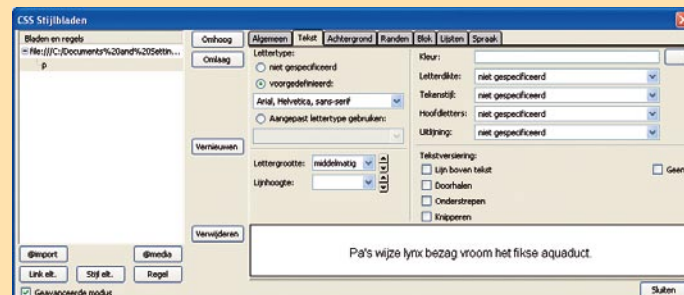 CSS Stijlbladen
Bladen en regels
file:///C:/Documents%20and%20Settin...
p
Omhoog
Omlaag
Vernieuwen
Verwijderen
@import
@media
Link elt.
Stijl elt.
Regel
Geavanceerde modus
Algemeen Tekst Achtergrond Randen Blok Lijsten Spraak
Lettertype:
niet gespecificeerd
voorgedefinieerd:
Arial, Helvetica, sans-serif
Aangepast lettertype gebruiken:
Lettergrootte: middelmatig
Lijnhoogte:
Kleur:
Letterdikte: niet gespecificeerd
Tekenstijl: niet gespecificeerd
Hoofdletters: niet gespecificeerd
Uitlijning: niet gespecificeerd
Tekstversiering:
Lijn boven tekst
Geen
Doorhalen
Onderstrepen
Knipperen
Pa's wijze lynx bezag vroom het fikse aquaduct.
Sluiten